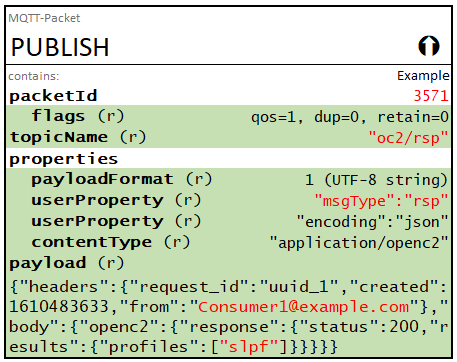 MQTT-Packet
PUBLISH
contains: Example
packetId 3571
flags (r) qos=1, dup=0, retain=0
topicName (r) "oc2/rsp"
properties
payloadFormat (r) 1 (UTF-8 string)
userProperty (r) "msgType":"rsp"
userProperty (r) "encoding":"json"
contentType (r) "application/openc2"
payload (r)
{"headers":{"request_id":"uuid_1","created":
1610483633,"from":"Consumer1@example.com"},"
body":{"openc2":{"response":{"status":200,"r
esults":{"profiles":["slpf"]}}}}}